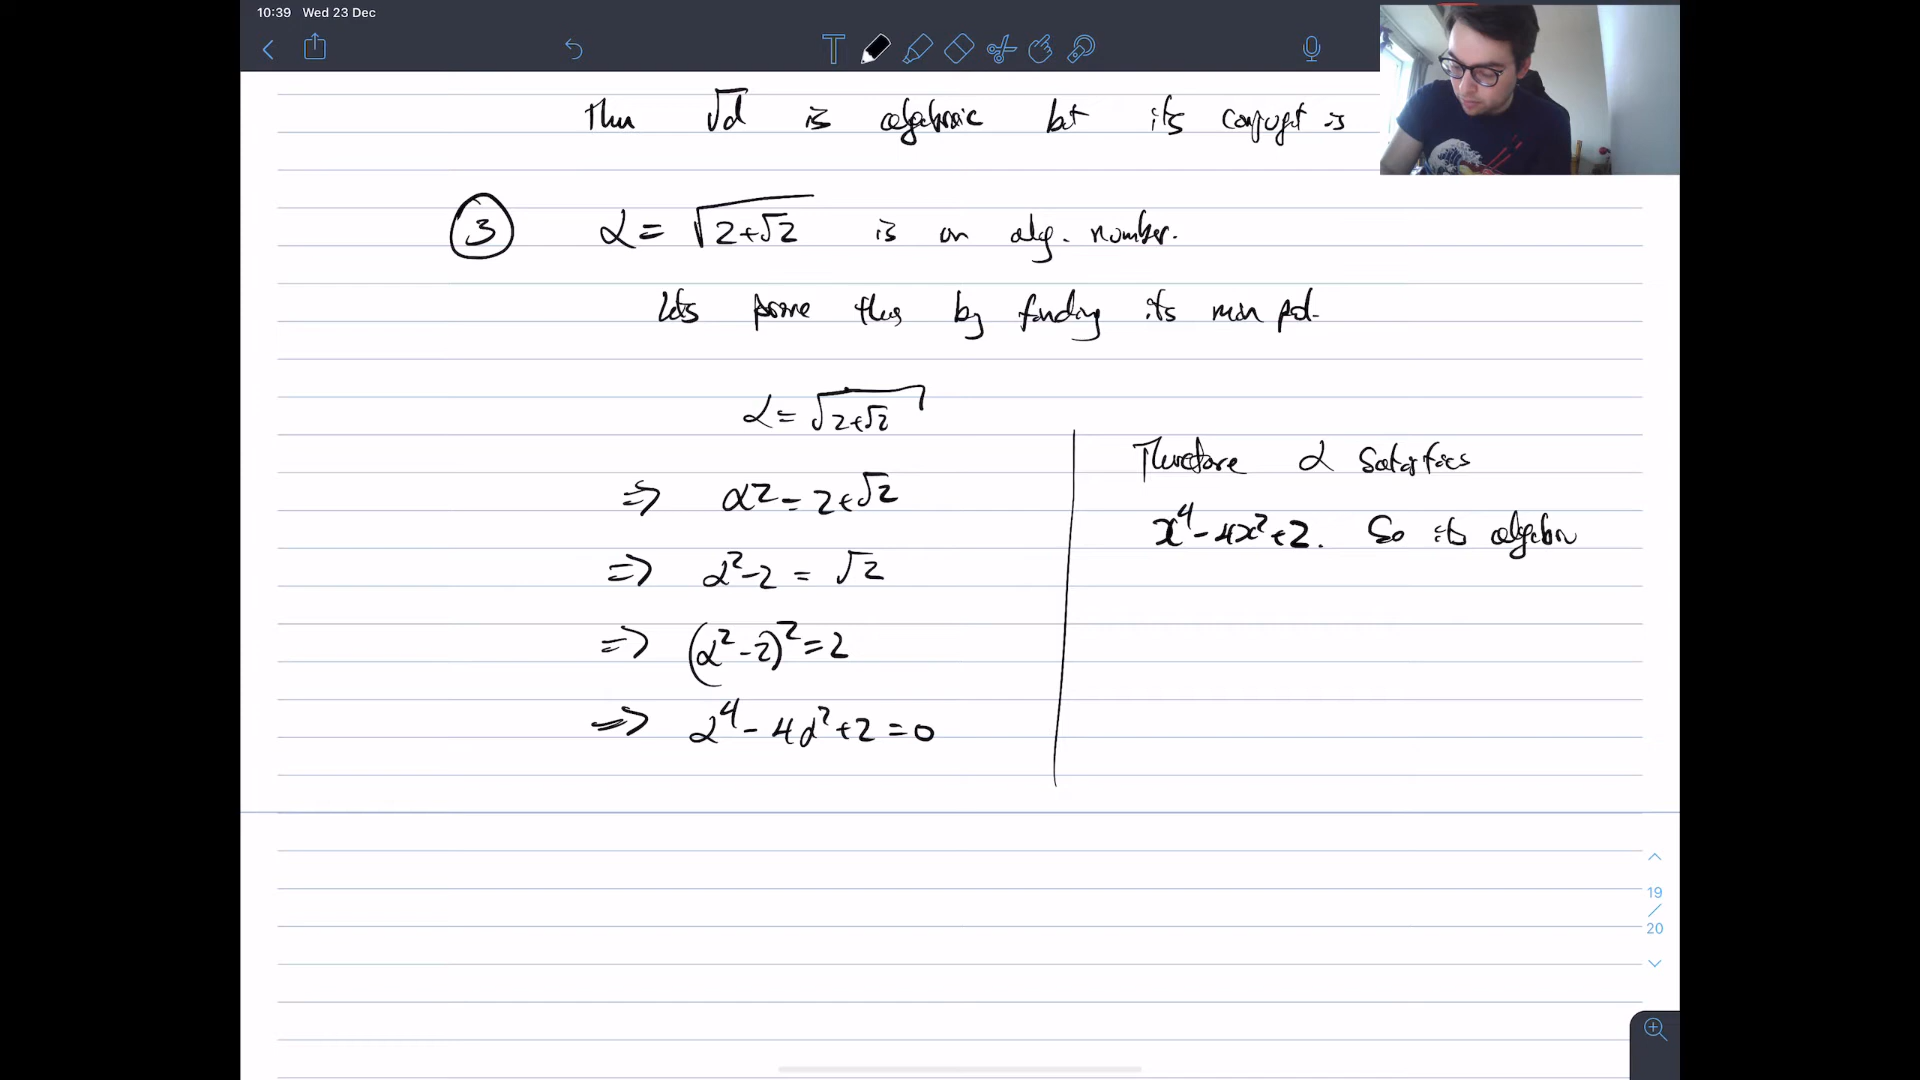 10:39 Wed 23 Dec
Then √d is algebraic but its conjugt is
③ α = √(2+√2) is an alg. number.
Lets prove this by finding its min pol.
α = √(2+√2)
⇒ α² = 2+√2
⇒ α²-2 = √2
⇒ (α²-2)² = 2
⇒ α⁴ - 4α² + 2 = 0
Therefore α satisfies
x⁴ - 4x² + 2. So its algebra
19
/
20